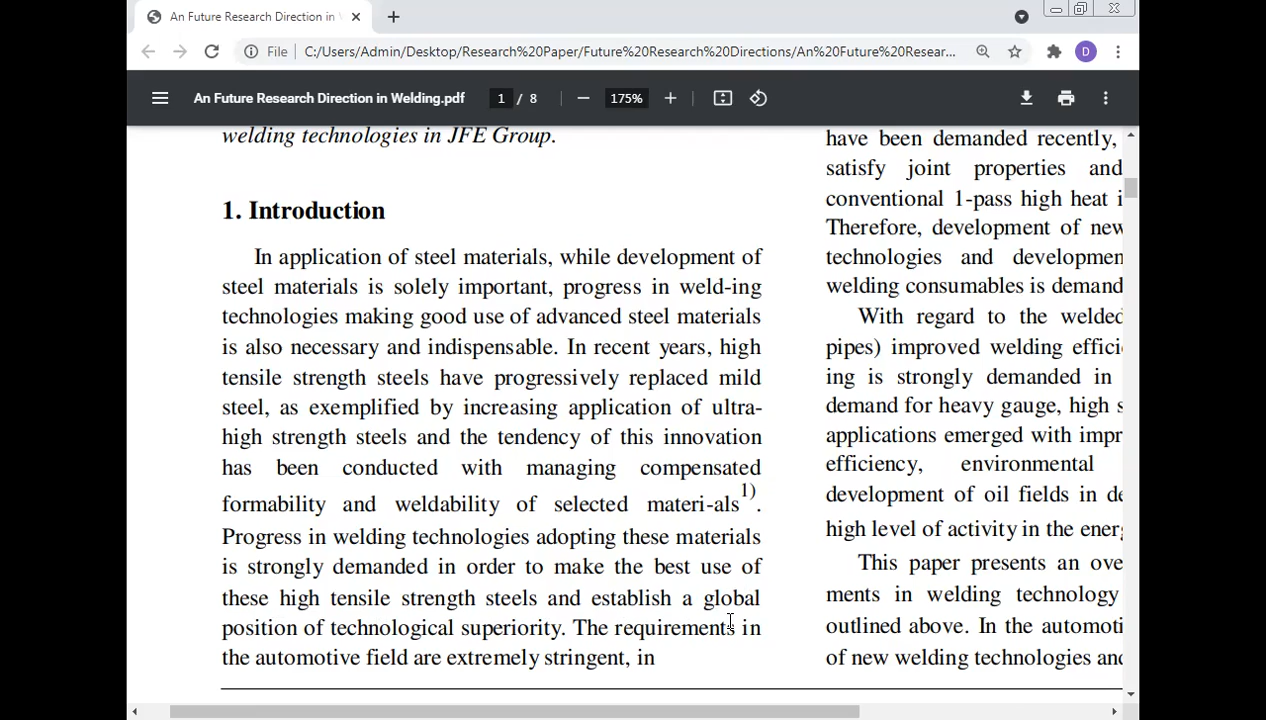 An Future Research Direction in
File C:/Users/Admin/Desktop/Research%20Paper/Future%20Research%20Directions/An%20Future%20Resear... D
An Future Research Direction in Welding.pdf 1 / 8 175%
welding technologies in JFE Group.
1. Introduction
In application of steel materials, while development of
steel materials is solely important, progress in weld-ing
technologies making good use of advanced steel materials
is also necessary and indispensable. In recent years, high
tensile strength steels have progressively replaced mild
steel, as exemplified by increasing application of ultra-
high strength steels and the tendency of this innovation
has been conducted with managing compensated
formability and weldability of selected materi-als1).
Progress in welding technologies adopting these materials
is strongly demanded in order to make the best use of
these high tensile strength steels and establish a global
position of technological superiority. The requirements in
the automotive field are extremely stringent, in
have been demanded recently,
satisfy joint properties and
conventional 1-pass high heat
Therefore, development of new
technologies and developmen
welding consumables is demand
With regard to the welded
pipes) improved welding effici
ing is strongly demanded in
demand for heavy gauge, high
applications emerged with impr
efficiency, environmental
development of oil fields in de
high level of activity in the ener
This paper presents an ove
ments in welding technology
outlined above. In the automoti
of new welding technologies and